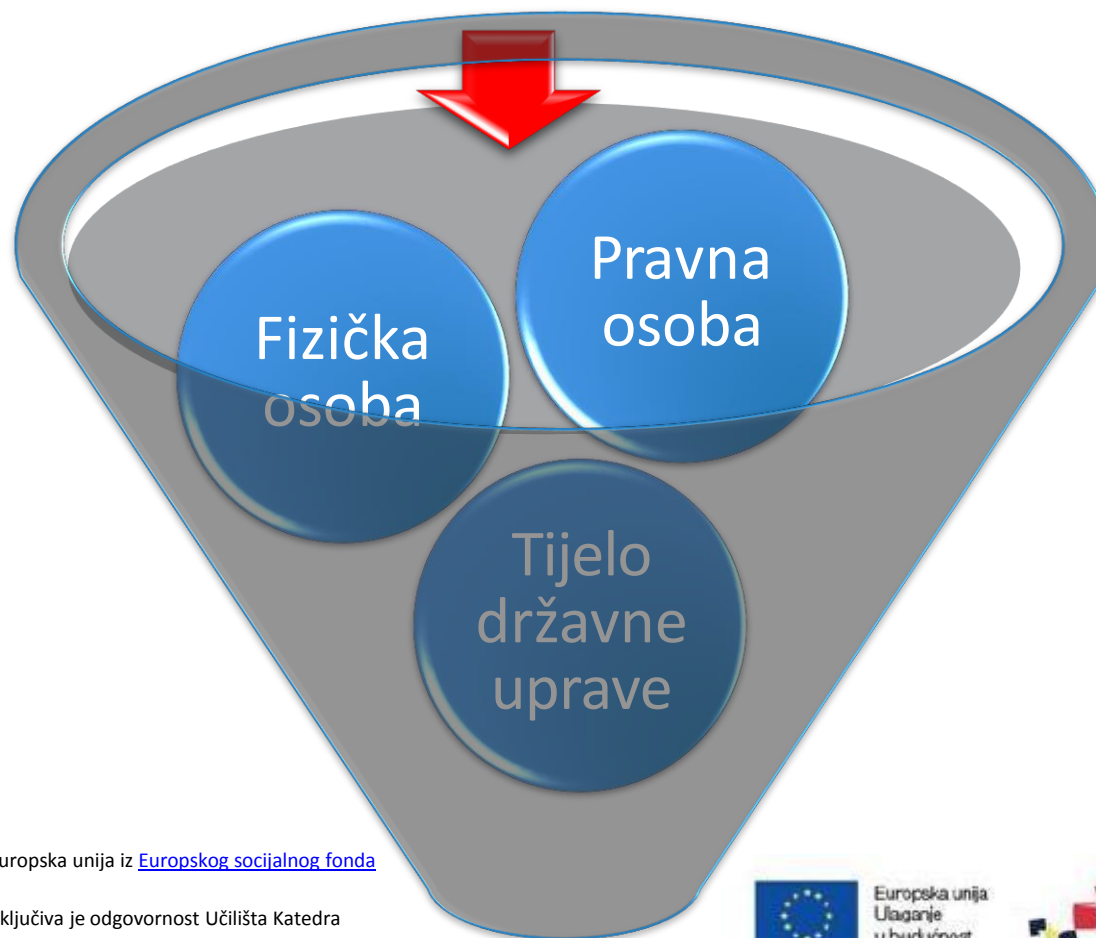 Pravna
osoba
Fizička
osoba
Tijelo
državne
uprave
uropska unija iz Europskog socijalnog fonda
ključiva je odgovornost Učilišta Katedra
Europska unija
Ulaganje
u budućnost